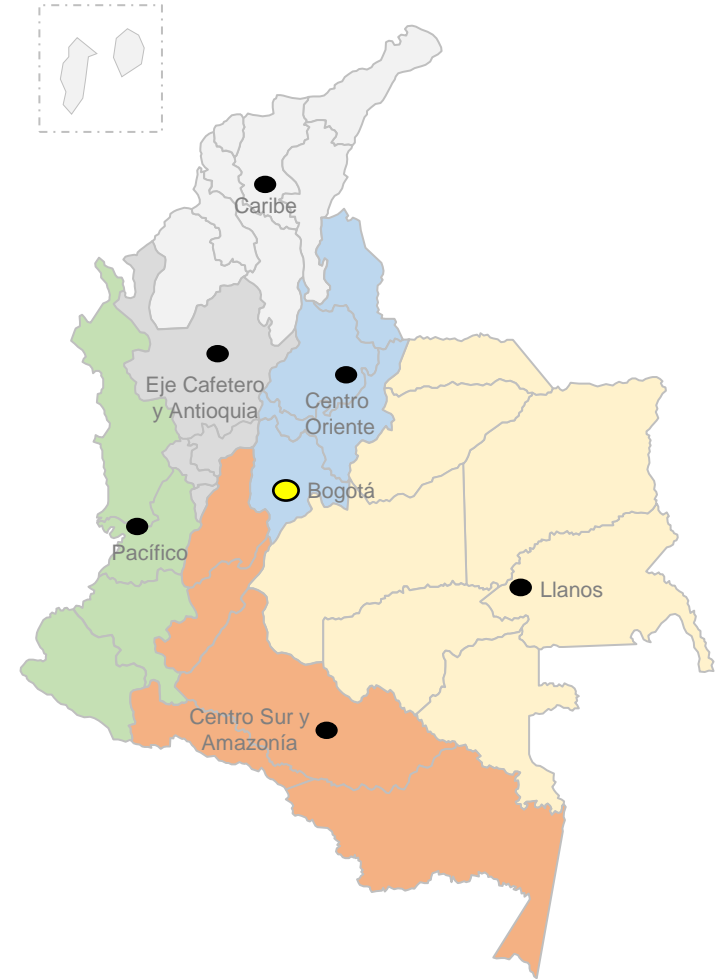 Caribe
Eje Cafetero
y Antioquia
Centro
Oriente
Bogotá
Pacífico
Llanos
Centro Sur y
Amazonía